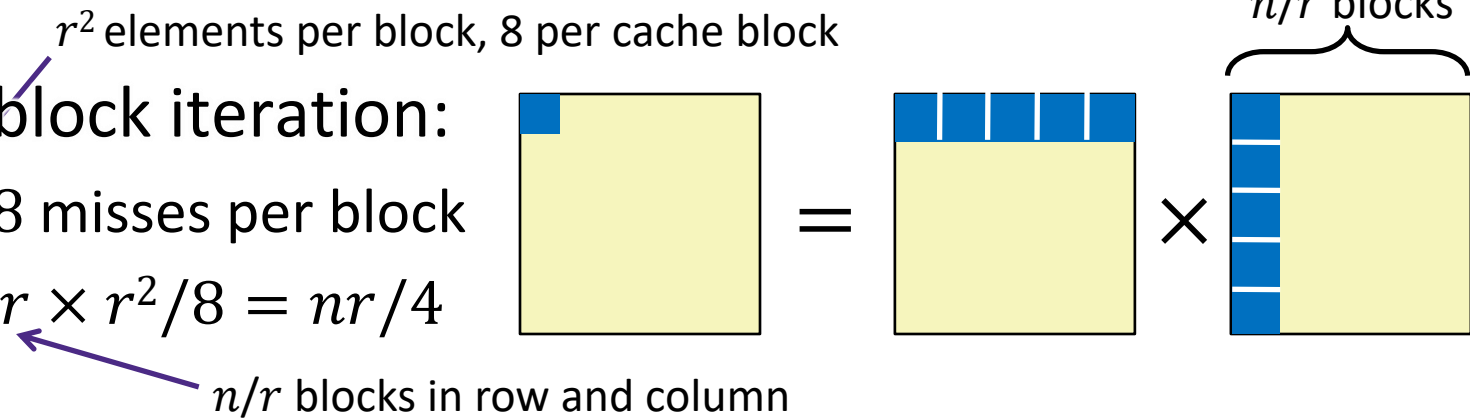 n/r blocks
r² elements per block, 8 per cache block
block iteration:
8 misses per block
r × r²/8 = nr/4
= ×
n/r blocks in row and column